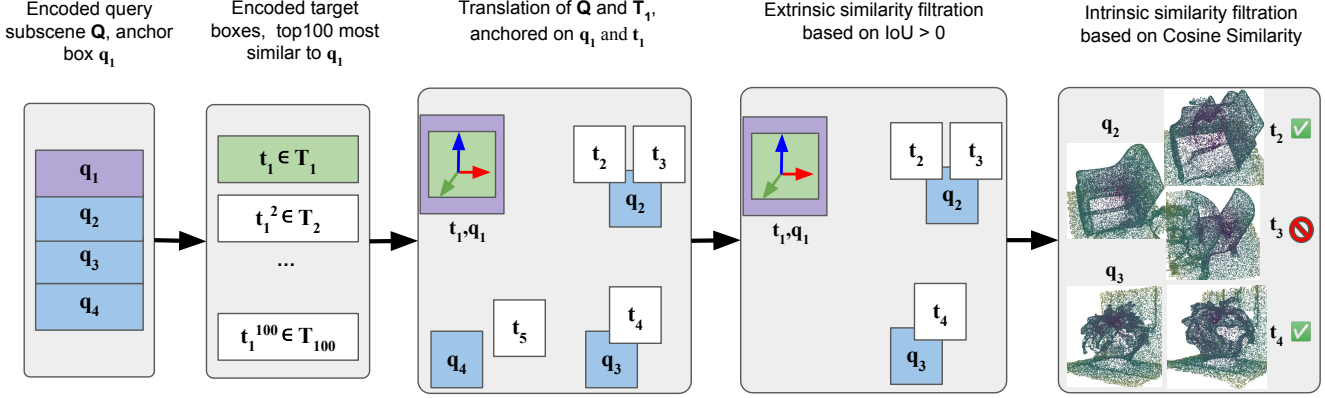 Encoded query
subscene Q, anchor
box q₁
Encoded target
boxes, top100 most
similar to q₁
Translation of Q and T₁,
anchored on q₁ and t₁
Extrinsic similarity filtration
based on IoU > 0
Intrinsic similarity filtration
based on Cosine Similarity
q₁
q₂
q₃
q₄
t₁ ∈ T₁
t₁² ∈ T₂
...
t₁¹⁰⁰ ∈ T₁₀₀
t₂
t₃
q₂
t₁,q₁
t₄
t₅
q₄
q₃
t₂
t₃
q₂
t₁,q₁
t₄
q₃
q₂
t₂
t₃
q₃
t₄